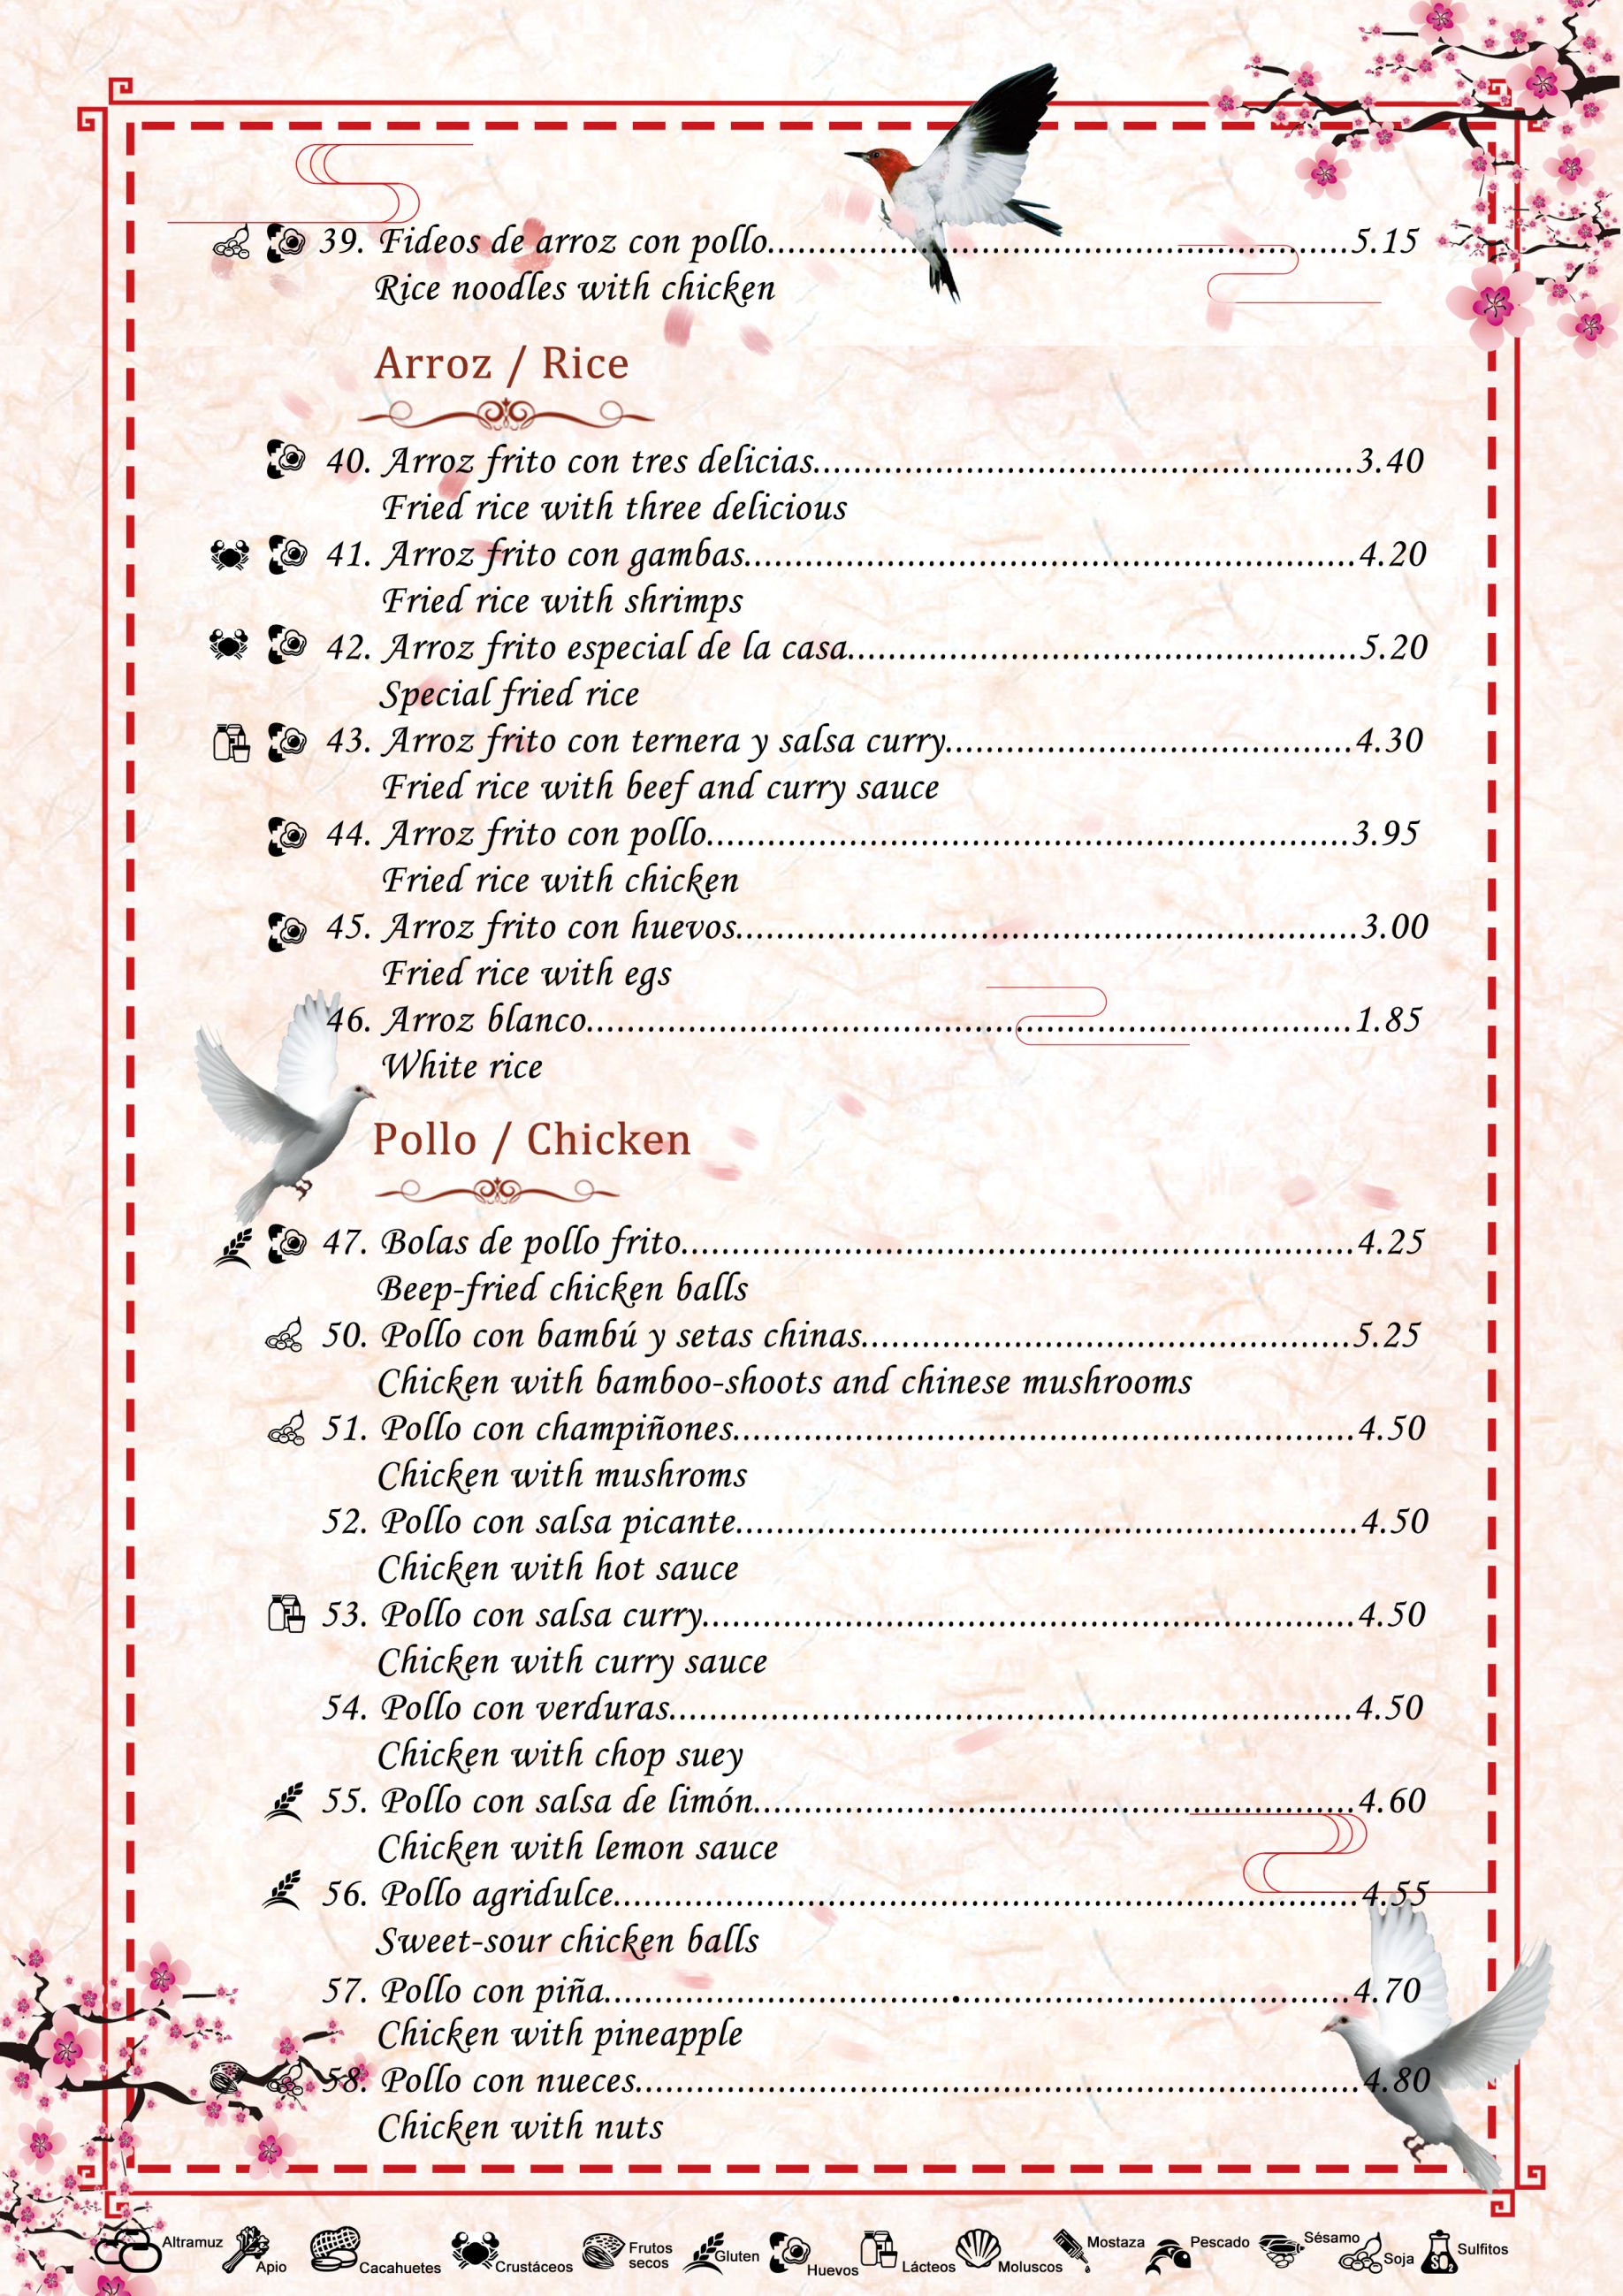 39. Fideos de arroz con pollo..........5.15
Rice noodles with chicken
Arroz / Rice
40. Arroz frito con tres delicias..........3.40
Fried rice with three delicious
41. Arroz frito con gambas..........4.20
Fried rice with shrimps
42. Arroz frito especial de la casa..........5.20
Special fried rice
43. Arroz frito con ternera y salsa curry..........4.30
Fried rice with beef and curry sauce
44. Arroz frito con pollo..........3.95
Fried rice with chicken
45. Arroz frito con huevos..........3.00
Fried rice with egs
46. Arroz blanco..........1.85
White rice
Pollo / Chicken
47. Bolas de pollo frito..........4.25
Beep-fried chicken balls
50. Pollo con bambú y setas chinas..........5.25
Chicken with bamboo-shoots and chinese mushrooms
51. Pollo con champiñones..........4.50
Chicken with mushroms
52. Pollo con salsa picante..........4.50
Chicken with hot sauce
53. Pollo con salsa curry..........4.50
Chicken with curry sauce
54. Pollo con verduras..........4.50
Chicken with chop suey
55. Pollo con salsa de limón..........4.60
Chicken with lemon sauce
56. Pollo agridulce..........4.55
Sweet-sour chicken balls
57. Pollo con piña..........4.70
Chicken with pineapple
58. Pollo con nueces..........4.80
Chicken with nuts
Altramuz Apio Cacahuetes Crustáceos Frutos secos Gluten Huevos Lácteos Moluscos Mostaza Pescado Sésamo Soja SO2 Sulfitos